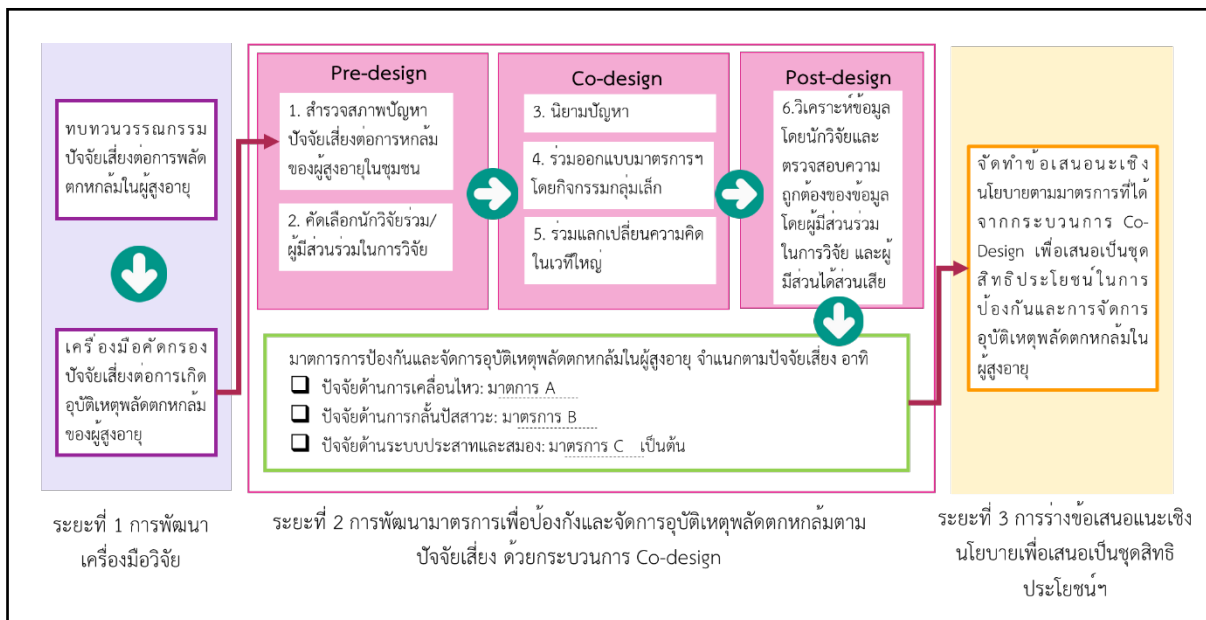 ทบทวนวรรณกรรม
ปัจจัยเสี่ยงต่อการพลัด
ตกหกล้มในผู้สูงอายุ
เครื่องมือคัดกรอง
ปัจจัยเสี่ยงต่อการเกิด
อุบัติเหตุพลัดตกหกล้ม
ของผู้สูงอายุ
ระยะที่ 1 การพัฒนา
เครื่องมือวิจัย
Pre-design
1. สำรวจสภาพปัญหา
ปัจจัยเสี่ยงต่อการหกล้ม
ของผู้สูงอายุในชุมชน
2. คัดเลือกนักวิจัยร่วม/
ผู้มีส่วนร่วมในการวิจัย
Co-design
3. นิยามปัญหา
4. ร่วมออกแบบมาตรการฯ
โดยกิจกรรมกลุ่มเล็ก
5. ร่วมแลกเปลี่ยนความคิด
ในเวทีใหญ่
Post-design
6.วิเคราะห์ข้อมูล
โดยนักวิจัยและ
ตรวจสอบความ
ถูกต้องของข้อมูล
โดยผู้มีส่วนร่วม
ในการวิจัย และผู้
มีส่วนได้ส่วนเสีย
มาตการการป้องกันและจัดการอุบัติเหตุพลัดตกหกล้มในผู้สูงอายุ จำแนกตามปัจจัยเสี่ยง อาทิ
ปัจจัยด้านการเคลื่อนไหว: มาตการ A
ปัจจัยด้านการกลั้นปัสสาวะ: มาตรการ B
ปัจจัยด้านระบบประสาทและสมอง: มาตรการ C เป็นต้น
ระยะที่ 2 การพัฒนามาตรการเพื่อป้องกังและจัดการอุบัติเหตุพลัดตกหกล้มตาม
ปัจจัยเสี่ยง ด้วยกระบวนการ Co-design
จัดทำข้อเสนอนะเชิง
นโยบายตามมาตรการที่ได้
จากกระบวนการ Co-
Design เพื่อเสนอเป็นชุด
สิทธิประโยชน์ในการ
ป้องกันและการจัดการ
อุบัติเหตุพลัดตกหกล้มใน
ผู้สูงอายุ
ระยะที่ 3 การร่างข้อเสนอแนะเชิง
นโยบายเพื่อเสนอเป็นชุดสิทธิ
ประโยชน์ฯ